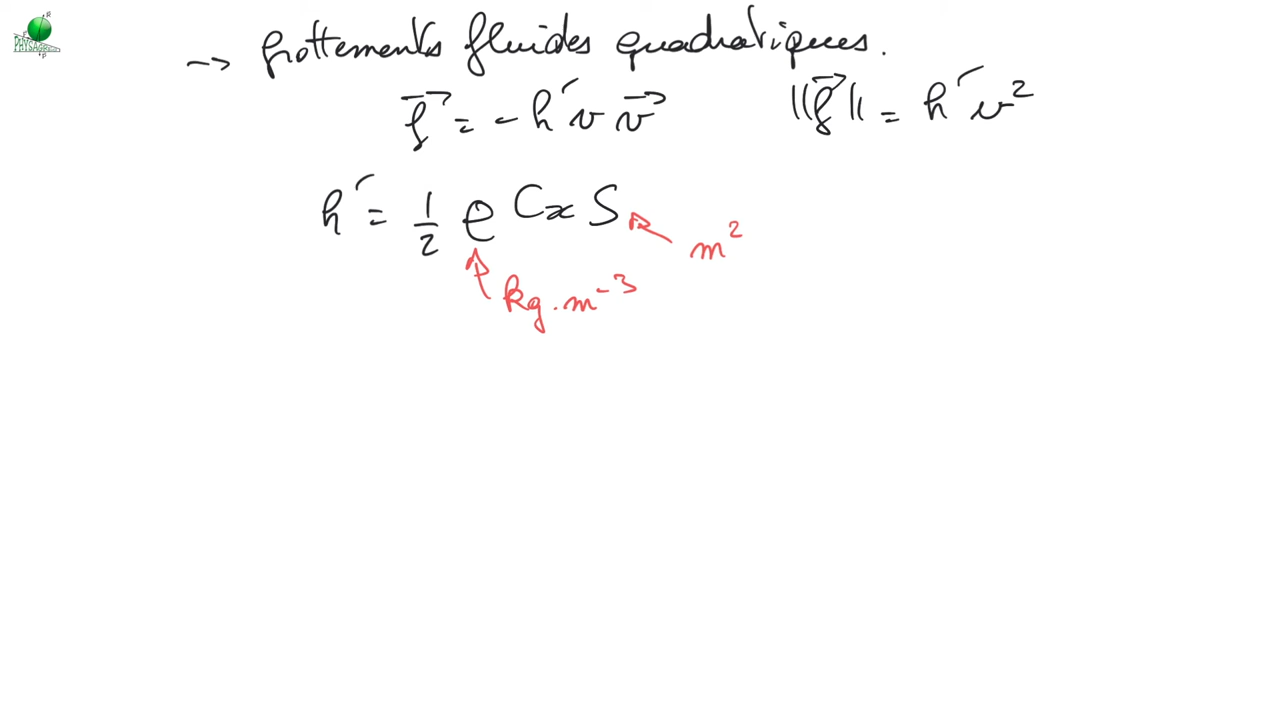 → frottements fluides quadratiques.
f⃗ = - h' v v⃗    ||f⃗|| = h' v²
h' = 1/2 ρ Cx S
m²
kg.m⁻³